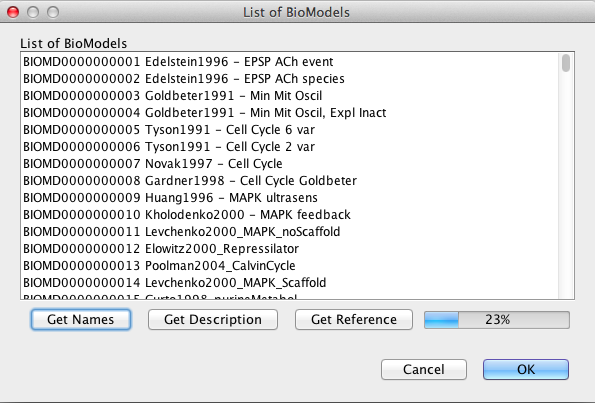 List of BioModels
List of BioModels
BIOMD0000000001 Edelstein1996 - EPSP ACh event
BIOMD0000000002 Edelstein1996 - EPSP ACh species
BIOMD0000000003 Goldbeter1991 - Min Mit Oscil
BIOMD0000000004 Goldbeter1991 - Min Mit Oscil, Expl Inact
BIOMD0000000005 Tyson1991 - Cell Cycle 6 var
BIOMD0000000006 Tyson1991 - Cell Cycle 2 var
BIOMD0000000007 Novak1997 - Cell Cycle
BIOMD0000000008 Gardner1998 - Cell Cycle Goldbeter
BIOMD0000000009 Huang1996 - MAPK ultrasens
BIOMD0000000010 Kholodenko2000 - MAPK feedback
BIOMD0000000011 Levchenko2000_MAPK_noScaffold
BIOMD0000000012 Elowitz2000_Repressilator
BIOMD0000000013 Poolman2004_CalvinCycle
BIOMD0000000014 Levchenko2000_MAPK_Scaffold
BIOMD0000000015 Curto1998_purineMetabol
Get Names Get Description Get Reference 23%
Cancel OK